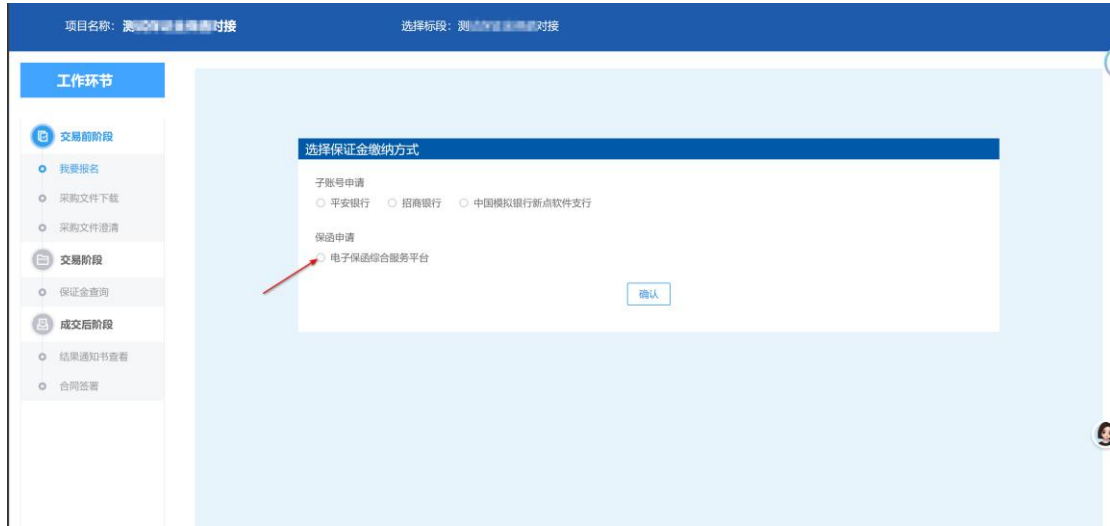 项目名称：测对接
选择标段：测对接
工作环节
交易前阶段
我要报名
采购文件下载
采购文件澄清
交易阶段
保证金查询
成交后阶段
结果通知书查看
合同签署
选择保证金缴纳方式
子账号申请
平安银行 招商银行 中国模拟银行新点软件支行
保函申请
电子保函综合服务平台
确认